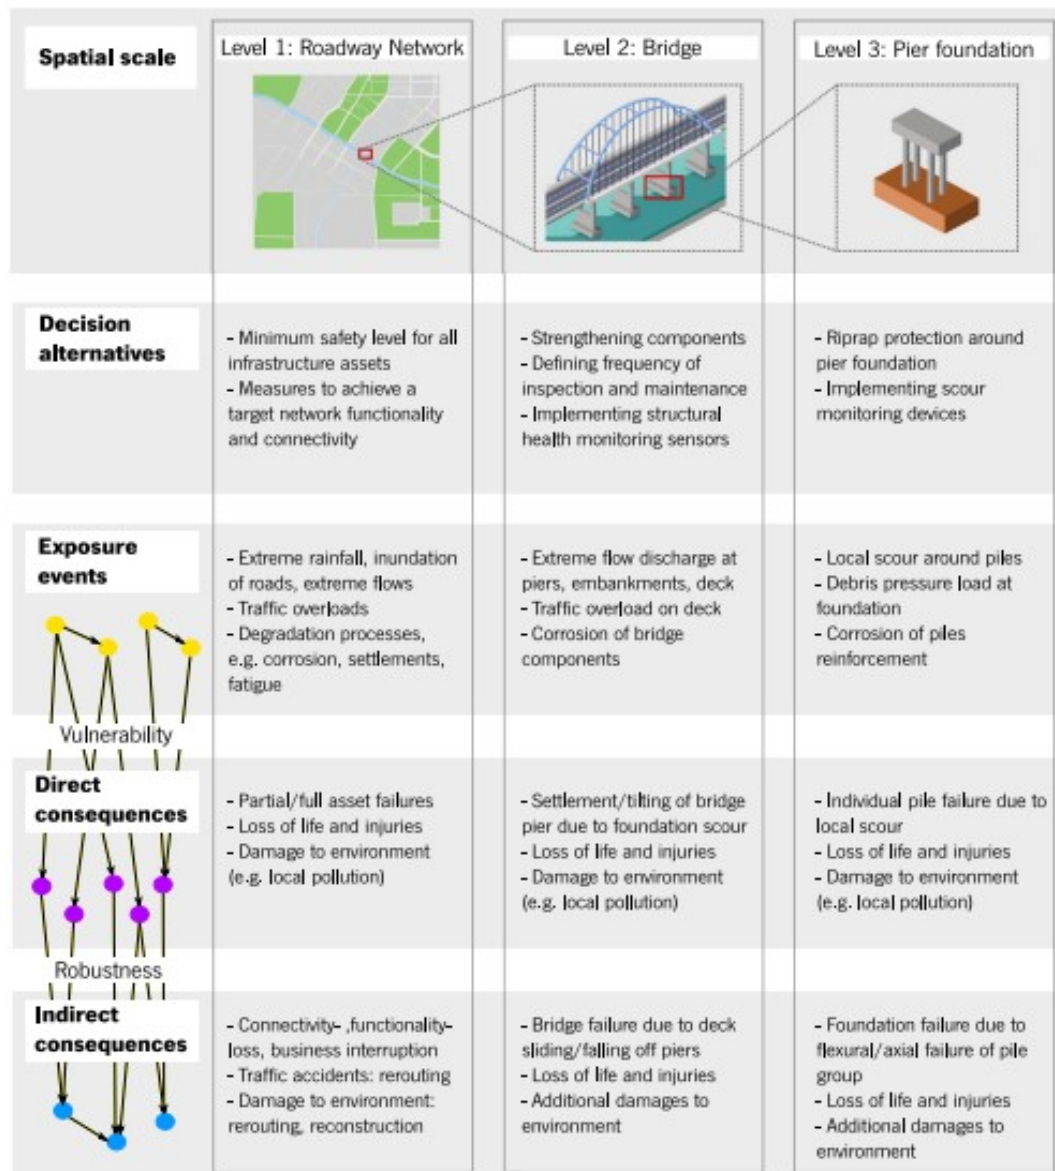 Spatial scale
Level 1: Roadway Network
Level 2: Bridge
Level 3: Pier foundation
Decision
alternatives
- Minimum safety level for all
infrastructure assets
- Measures to achieve a
target network functionality
and connectivity
- Strengthening components
- Defining frequency of
inspection and maintenance
- Implementing structural
health monitoring sensors
- Riprap protection around
pier foundation
- Implementing scour
monitoring devices
Exposure
events
- Extreme rainfall, inundation
of roads, extreme flows
- Traffic overloads
- Degradation processes,
e.g. corrosion, settlements,
fatigue
- Extreme flow discharge at
piers, embankments, deck
- Traffic overload on deck
- Corrosion of bridge
components
- Local scour around piles
- Debris pressure load at
foundation
- Corrosion of piles
reinforcement
Vulnerability
Direct
consequences
- Partial/full asset failures
- Loss of life and injuries
- Damage to environment
(e.g. local pollution)
- Settlement/tilting of bridge
pier due to foundation scour
- Loss of life and injuries
- Damage to environment
(e.g. local pollution)
- Individual pile failure due to
local scour
- Loss of life and injuries
- Damage to environment
(e.g. local pollution)
Robustness
Indirect
consequences
- Connectivity- ,functionality-
loss, business interruption
- Traffic accidents: rerouting
- Damage to environment:
rerouting, reconstruction
- Bridge failure due to deck
sliding/falling off piers
- Loss of life and injuries
- Additional damages to
environment
- Foundation failure due to
flexural/axial failure of pile
group
- Loss of life and injuries
- Additional damages to
environment